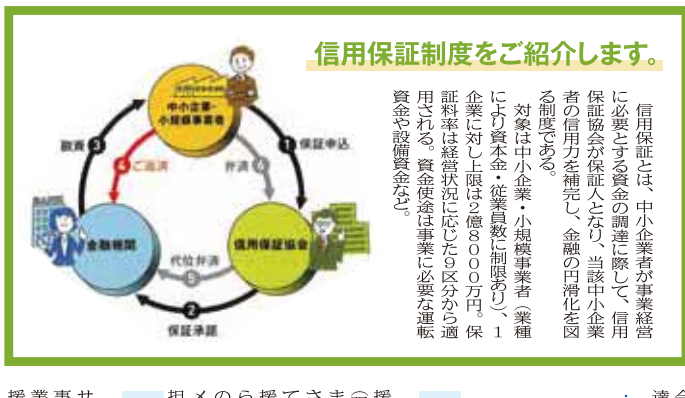 信用保証制度をご紹介します。
信用保証とは、中小企業者が事業経営
に必要とする資金の調達に際して、信用
保証協会が保証人となり、当該中小企業
者の信用力を補完し、金融の円滑化を図
る制度である。
対象は中小企業・小規模事業者（業種
により資本金・従業員数に制限あり）、１
企業に対し上限は２億８０００万円。保
証料率は経営状況に応じた９区分から適
用される。資金使途は事業に必要な運転
資金や設備資金など。
中小企業・
小規模事業者
融資
3
4
ご返済
弁済
6
1
保証申込
金融機関
信用保証協会
代位弁済
5
2
保証承諾